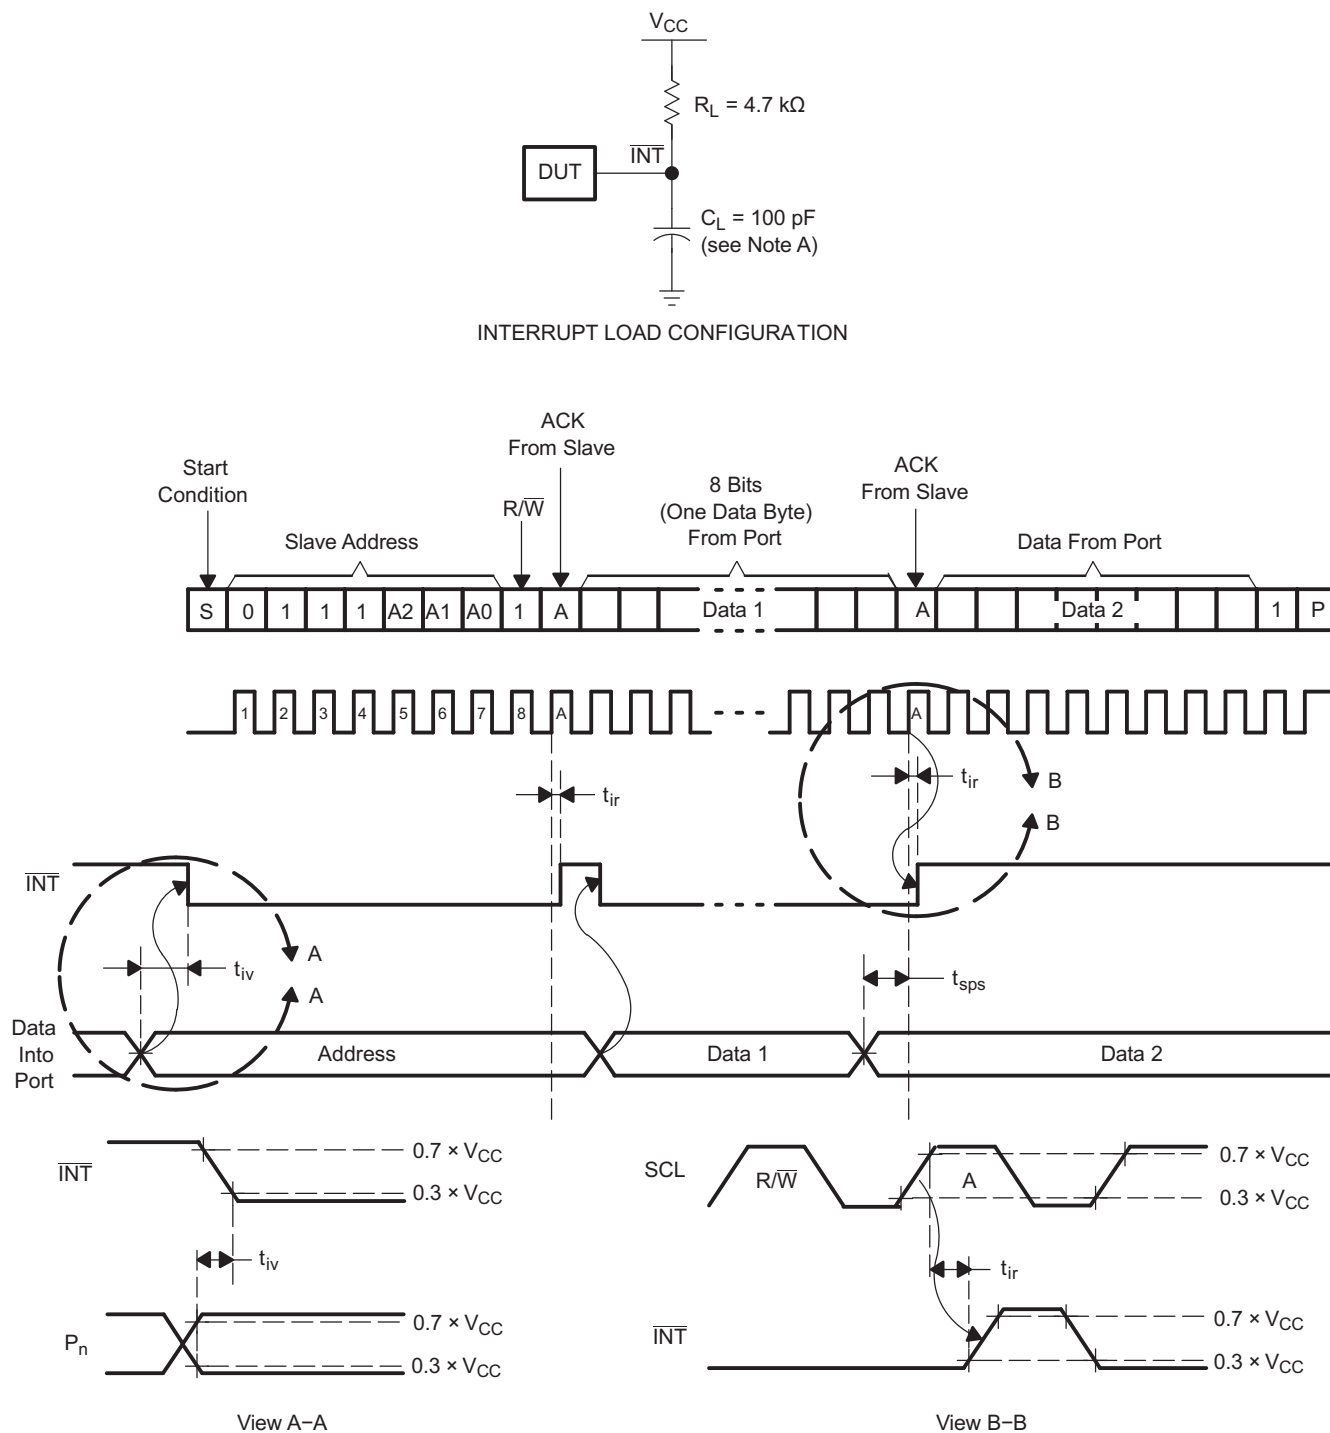 VCC
RL = 4.7 kΩ
INT
DUT
CL = 100 pF
(see Note A)
INTERRUPT LOAD CONFIGURATION
ACK
From Slave
Start
Condition
R/W
8 Bits
(One Data Byte)
From Port
ACK
From Slave
Slave Address
Data From Port
S 0 1 1 1 A2 A1 A0 1 A Data 1 A Data 2 1 P
1 2 3 4 5 6 7 8 A A
tir
tir
B
B
INT
A
tiv
A
tsps
Data
Into
Port
Address
Data 1
Data 2
INT
0.7 × VCC
0.3 × VCC
tiv
Pn
0.7 × VCC
0.3 × VCC
View A–A
SCL
R/W
A
0.7 × VCC
0.3 × VCC
tir
INT
0.7 × VCC
0.3 × VCC
View B–B